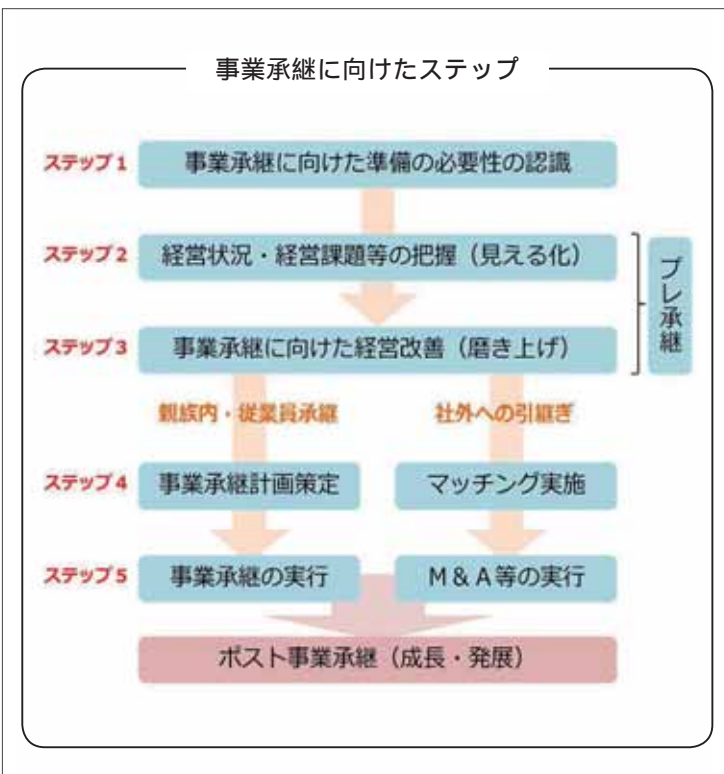 事業承継に向けたステップ
ステップ1
事業承継に向けた準備の必要性の認識
ステップ2
経営状況・経営課題等の把握（見える化）
プレ承継
ステップ3
事業承継に向けた経営改善（磨き上げ）
親族内・従業員承継
社外への引継ぎ
ステップ4
事業承継計画策定
マッチング実施
ステップ5
事業承継の実行
M＆A等の実行
ポスト事業承継（成長・発展）